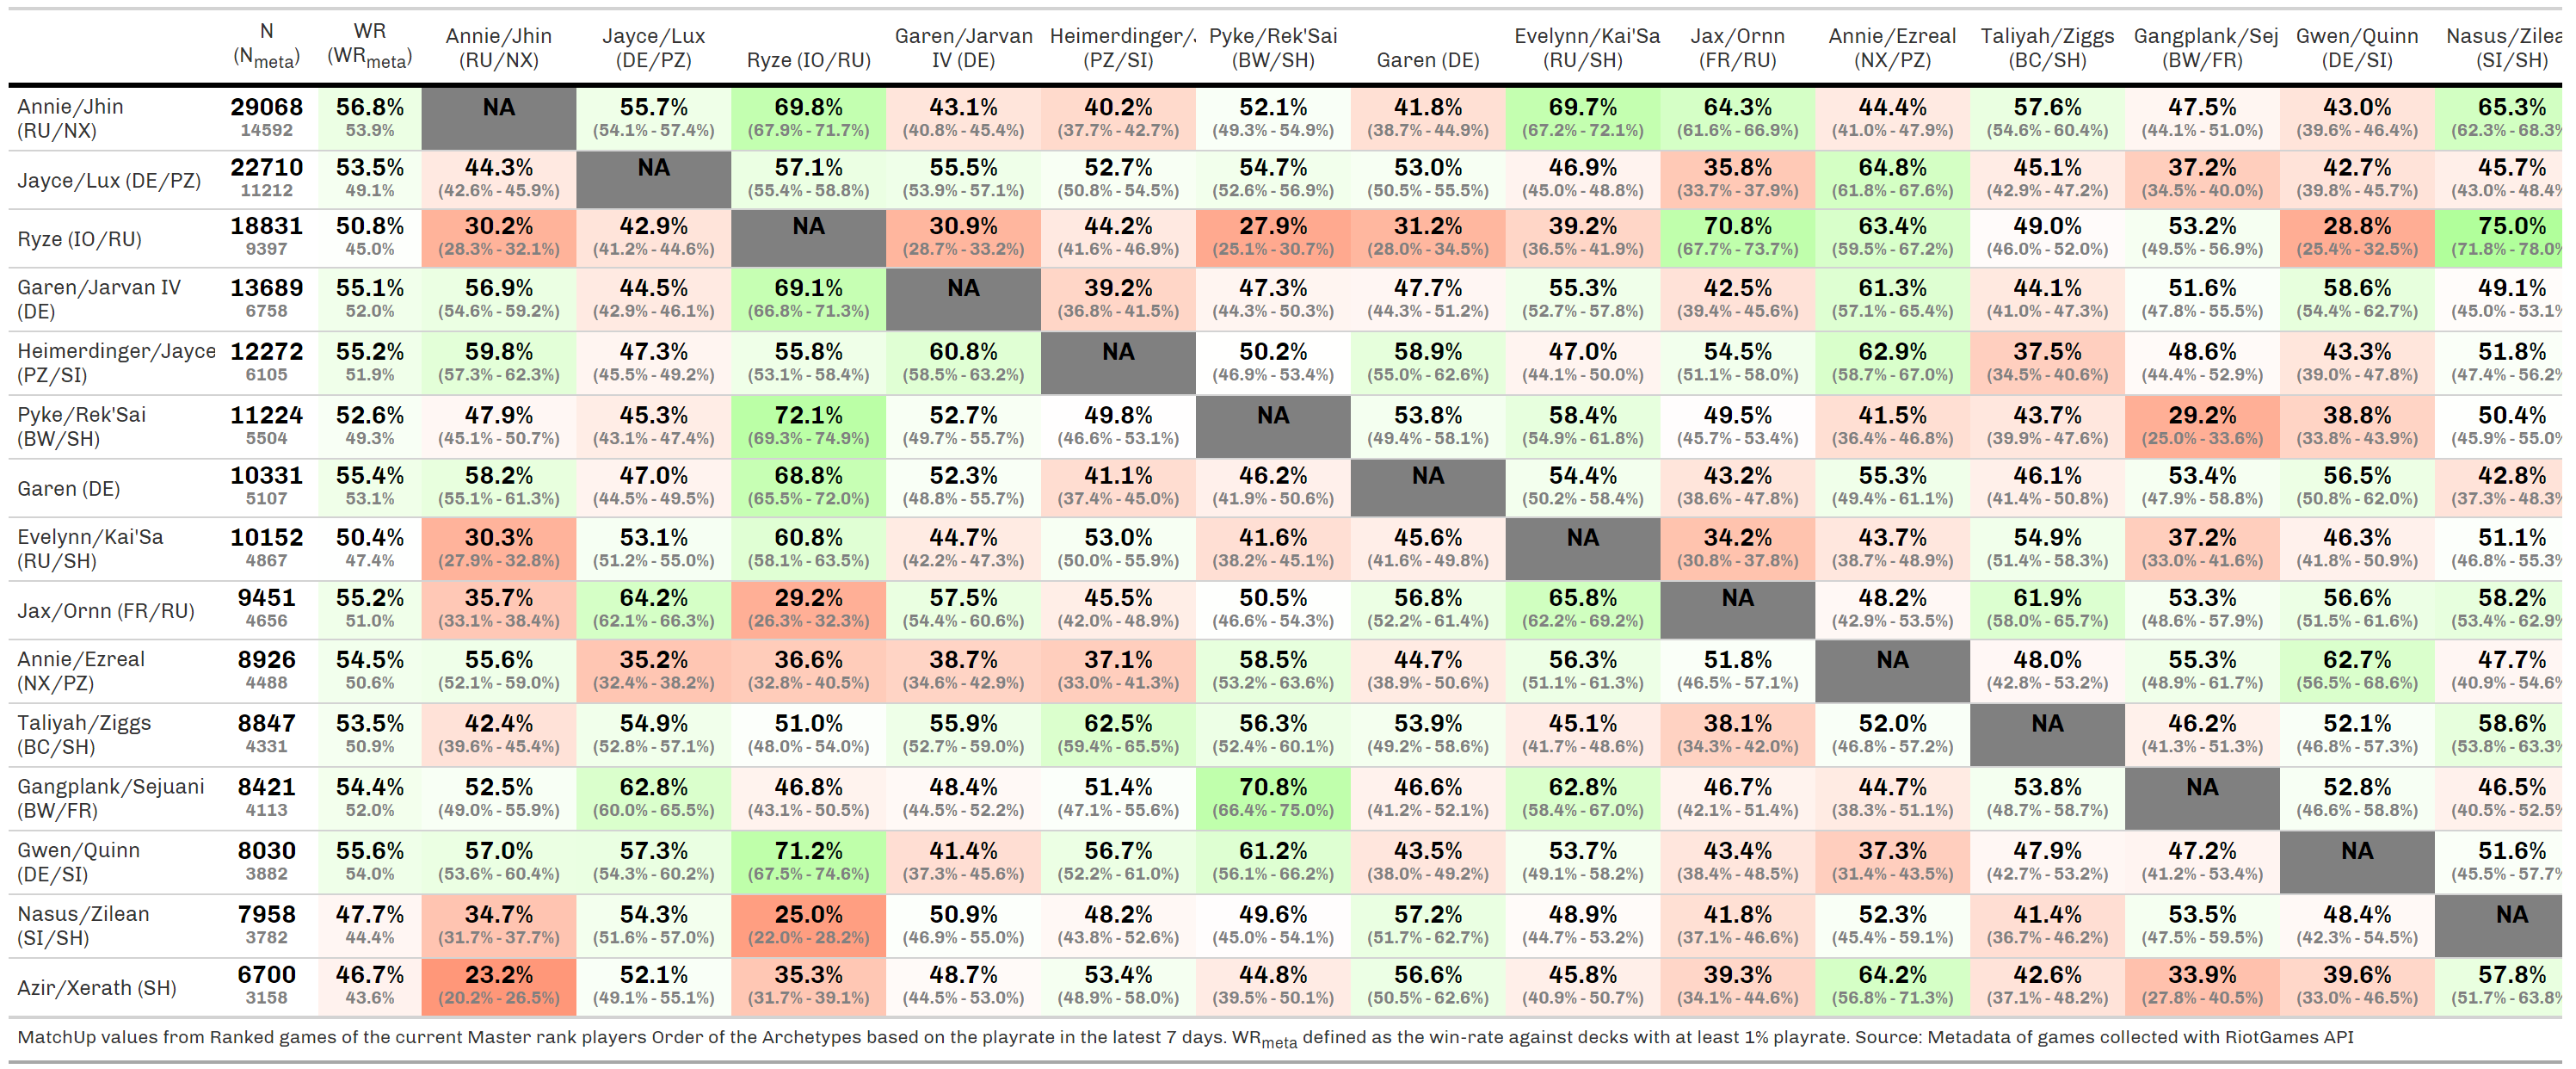 N WR Annie/Jhin Jayce/Lux Garen/Jarvan Heimerdinger/ Pyke/Rek'Sai Evelynn/Kai'Sa Jax/Ornn Annie/Ezreal Taliyah/Ziggs Gangplank/Sej Gwen/Quinn Nasus/Zilea
(Nmeta) (WRmeta) (RU/NX) (DE/PZ) Ryze (IO/RU) IV (DE) (PZ/SI) (BW/SH) Garen (DE) (RU/SH) (FR/RU) (NX/PZ) (BC/SH) (BW/FR) (DE/SI) (SI/SH)
Annie/Jhin 29068 56.8% NA 55.7% 69.8% 43.1% 40.2% 52.1% 41.8% 69.7% 64.3% 44.4% 57.6% 47.5% 43.0% 65.3%
(RU/NX) 14592 53.9% (54.1% - 57.4%) (67.9% - 71.7%) (40.8% - 45.4%) (37.7% - 42.7%) (49.3% - 54.9%) (38.7% - 44.9%) (67.2% - 72.1%) (61.6% - 66.9%) (41.0% - 47.9%) (54.6% - 60.4%) (44.1% - 51.0%) (39.6% - 46.4%) (62.3% - 68.3%
Jayce/Lux (DE/PZ) 22710 53.5% 44.3% NA 57.1% 55.5% 52.7% 54.7% 53.0% 46.9% 35.8% 64.8% 45.1% 37.2% 42.7% 45.7%
11212 49.1% (42.6% - 45.9%) (55.4% - 58.8%) (53.9% - 57.1%) (50.8% - 54.5%) (52.6% - 56.9%) (50.5% - 55.5%) (45.0% - 48.8%) (33.7% - 37.9%) (61.8% - 67.6%) (42.9% - 47.2%) (34.5% - 40.0%) (39.8% - 45.7%) (43.0% - 48.4%
Ryze (IO/RU) 18831 50.8% 30.2% 42.9% NA 30.9% 44.2% 27.9% 31.2% 39.2% 70.8% 63.4% 49.0% 53.2% 28.8% 75.0%
9397 45.0% (28.3% - 32.1%) (41.2% - 44.6%) (28.7% - 33.2%) (41.6% - 46.9%) (25.1% - 30.7%) (28.0% - 34.5%) (36.5% - 41.9%) (67.7% - 73.7%) (59.5% - 67.2%) (46.0% - 52.0%) (49.5% - 56.9%) (25.4% - 32.5%) (71.8% - 78.0%
Garen/Jarvan IV 13689 55.1% 56.9% 44.5% 69.1% NA 39.2% 47.3% 47.7% 55.3% 42.5% 61.3% 44.1% 51.6% 58.6% 49.1%
(DE) 6758 52.0% (54.6% - 59.2%) (42.9% - 46.1%) (66.8% - 71.3%) (36.8% - 41.5%) (44.3% - 50.3%) (44.3% - 51.2%) (52.7% - 57.8%) (39.4% - 45.6%) (57.1% - 65.4%) (41.0% - 47.3%) (47.8% - 55.5%) (54.4% - 62.7%) (45.0% - 53.1%
Heimerdinger/Jayce 12272 55.2% 59.8% 47.3% 55.8% 60.8% NA 50.2% 58.9% 47.0% 54.5% 62.9% 37.5% 48.6% 43.3% 51.8%
(PZ/SI) 6105 51.9% (57.3% - 62.3%) (45.5% - 49.2%) (53.1% - 58.4%) (58.5% - 63.2%) (46.9% - 53.4%) (55.0% - 62.6%) (44.1% - 50.0%) (51.1% - 58.0%) (58.7% - 67.0%) (34.5% - 40.6%) (44.4% - 52.9%) (39.0% - 47.8%) (47.4% - 56.2%
Pyke/Rek'Sai 11224 52.6% 47.9% 45.3% 72.1% 52.7% 49.8% NA 53.8% 58.4% 49.5% 41.5% 43.7% 29.2% 38.8% 50.4%
(BW/SH) 5504 49.3% (45.1% - 50.7%) (43.1% - 47.4%) (69.3% - 74.9%) (49.7% - 55.7%) (46.6% - 53.1%) (49.4% - 58.1%) (54.9% - 61.8%) (45.7% - 53.4%) (36.4% - 46.8%) (39.9% - 47.6%) (25.0% - 33.6%) (33.8% - 43.9%) (45.9% - 55.0%
Garen (DE) 10331 55.4% 58.2% 47.0% 68.8% 52.3% 41.1% 46.2% NA 54.4% 43.2% 55.3% 46.1% 53.4% 56.5% 42.8%
5107 53.1% (55.1% - 61.3%) (44.5% - 49.5%) (65.5% - 72.0%) (48.8% - 55.7%) (37.4% - 45.0%) (41.9% - 50.6%) (50.2% - 58.4%) (38.6% - 47.8%) (49.4% - 61.1%) (41.4% - 50.8%) (47.9% - 58.8%) (50.8% - 62.0%) (37.3% - 48.3%
Evelynn/Kai'Sa 10152 50.4% 30.3% 53.1% 60.8% 44.7% 53.0% 41.6% 45.6% NA 34.2% 43.7% 54.9% 37.2% 46.3% 51.1%
(RU/SH) 4867 47.4% (27.9% - 32.8%) (51.2% - 55.0%) (58.1% - 63.5%) (42.2% - 47.3%) (50.0% - 55.9%) (38.2% - 45.1%) (41.6% - 49.8%) (30.8% - 37.8%) (38.7% - 48.9%) (51.4% - 58.3%) (33.0% - 41.6%) (41.8% - 50.9%) (46.8% - 55.3%
Jax/Ornn (FR/RU) 9451 55.2% 35.7% 64.2% 29.2% 57.5% 45.5% 50.5% 56.8% 65.8% NA 48.2% 61.9% 53.3% 56.6% 58.2%
4656 51.0% (33.1% - 38.4%) (62.1% - 66.3%) (26.3% - 32.3%) (54.4% - 60.6%) (42.0% - 48.9%) (46.6% - 54.3%) (52.2% - 61.4%) (62.2% - 69.2%) (42.9% - 53.5%) (58.0% - 65.7%) (48.6% - 57.9%) (51.5% - 61.6%) (53.4% - 62.9%
Annie/Ezreal 8926 54.5% 55.6% 35.2% 36.6% 38.7% 37.1% 58.5% 44.7% 56.3% 51.8% NA 48.0% 55.3% 62.7% 47.7%
(NX/PZ) 4488 50.6% (52.1% - 59.0%) (32.4% - 38.2%) (32.8% - 40.5%) (34.6% - 42.9%) (33.0% - 41.3%) (53.2% - 63.6%) (38.9% - 50.6%) (51.1% - 61.3%) (46.5% - 57.1%) (42.8% - 53.2%) (48.9% - 61.7%) (56.5% - 68.6%) (40.9% - 54.6%
Taliyah/Ziggs 8847 53.5% 42.4% 54.9% 51.0% 55.9% 62.5% 56.3% 53.9% 45.1% 38.1% 52.0% NA 46.2% 52.1% 58.6%
(BC/SH) 4331 50.9% (39.6% - 45.4%) (52.8% - 57.1%) (48.0% - 54.0%) (52.7% - 59.0%) (59.4% - 65.5%) (52.4% - 60.1%) (49.2% - 58.6%) (41.7% - 48.6%) (34.3% - 42.0%) (46.8% - 57.2%) (41.3% - 51.3%) (46.8% - 57.3%) (53.8% - 63.3%
Gangplank/Sejuani 8421 54.4% 52.5% 62.8% 46.8% 48.4% 51.4% 70.8% 46.6% 62.8% 46.7% 44.7% 53.8% NA 52.8% 46.5%
(BW/FR) 4113 52.0% (49.0% - 55.9%) (60.0% - 65.5%) (43.1% - 50.5%) (44.5% - 52.2%) (47.1% - 55.6%) (66.4% - 75.0%) (41.2% - 52.1%) (58.4% - 67.0%) (42.1% - 51.4%) (38.3% - 51.1%) (48.7% - 58.7%) (46.6% - 58.8%) (40.5% - 52.5%
Gwen/Quinn 8030 55.6% 57.0% 57.3% 71.2% 41.4% 56.7% 61.2% 43.5% 53.7% 43.4% 37.3% 47.9% 47.2% NA 51.6%
(DE/SI) 3882 54.0% (53.6% - 60.4%) (54.3% - 60.2%) (67.5% - 74.6%) (37.3% - 45.6%) (52.2% - 61.0%) (56.1% - 66.2%) (38.0% - 49.2%) (49.1% - 58.2%) (38.4% - 48.5%) (31.4% - 43.5%) (42.7% - 53.2%) (41.2% - 53.4%) (45.5% - 57.7%
Nasus/Zilean 7958 47.7% 34.7% 54.3% 25.0% 50.9% 48.2% 49.6% 57.2% 48.9% 41.8% 52.3% 41.4% 53.5% 48.4% NA
(SI/SH) 3782 44.4% (31.7% - 37.7%) (51.6% - 57.0%) (22.0% - 28.2%) (46.9% - 55.0%) (43.8% - 52.6%) (45.0% - 54.1%) (51.7% - 62.7%) (44.7% - 53.2%) (37.1% - 46.6%) (45.4% - 59.1%) (36.7% - 46.2%) (47.5% - 59.5%) (42.3% - 54.5%)
Azir/Xerath (SH) 6700 46.7% 23.2% 52.1% 35.3% 48.7% 53.4% 44.8% 56.6% 45.8% 39.3% 64.2% 42.6% 33.9% 39.6% 57.8%
3158 43.6% (20.2% - 26.5%) (49.1% - 55.1%) (31.7% - 39.1%) (44.5% - 53.0%) (48.9% - 58.0%) (39.5% - 50.1%) (50.5% - 62.6%) (40.9% - 50.7%) (34.1% - 44.6%) (56.8% - 71.3%) (37.1% - 48.2%) (27.8% - 40.5%) (33.0% - 46.5%) (51.7% - 63.8%
MatchUp values from Ranked games of the current Master rank players Order of the Archetypes based on the playrate in the latest 7 days. WRmeta defined as the win-rate against decks with at least 1% playrate. Source: Metadata of games collected with RiotGames API